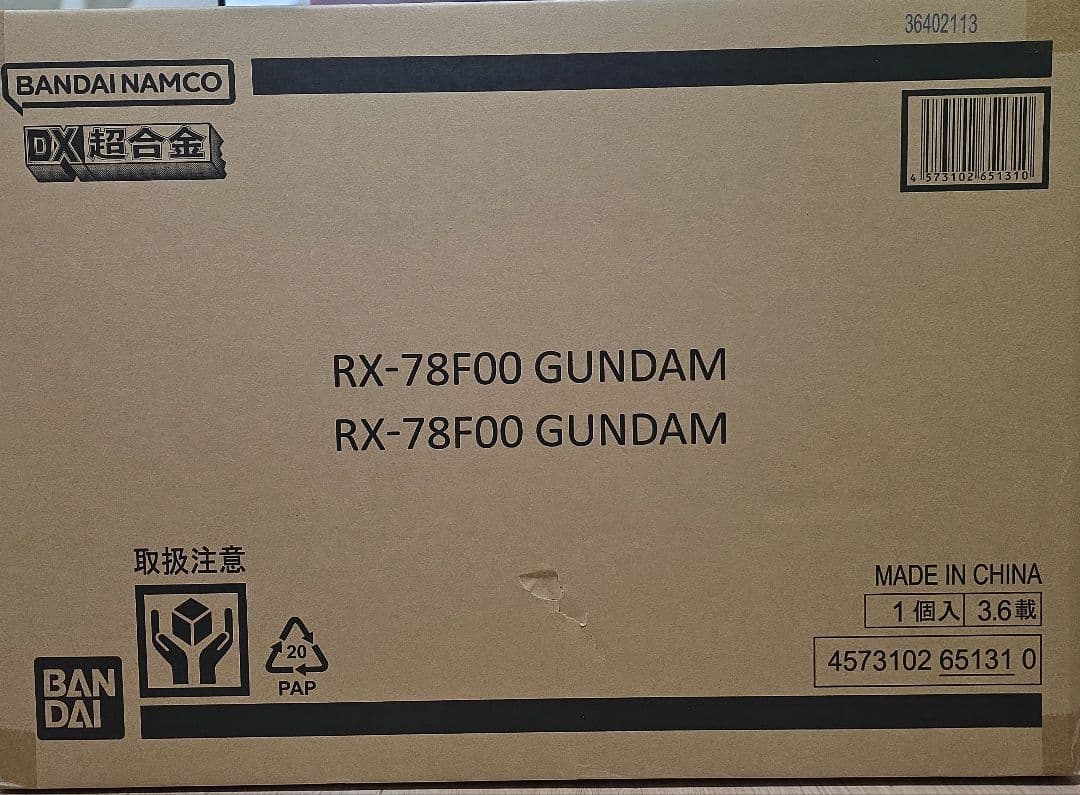 36402113
BANDAI NAMCO
DX超合金
4 573102 651310
RX-78F00 GUNDAM
RX-78F00 GUNDAM
取扱注意
20
PAP
BAN
DAI
MADE IN CHINA
1個入 3.6載
4573102 65131 0